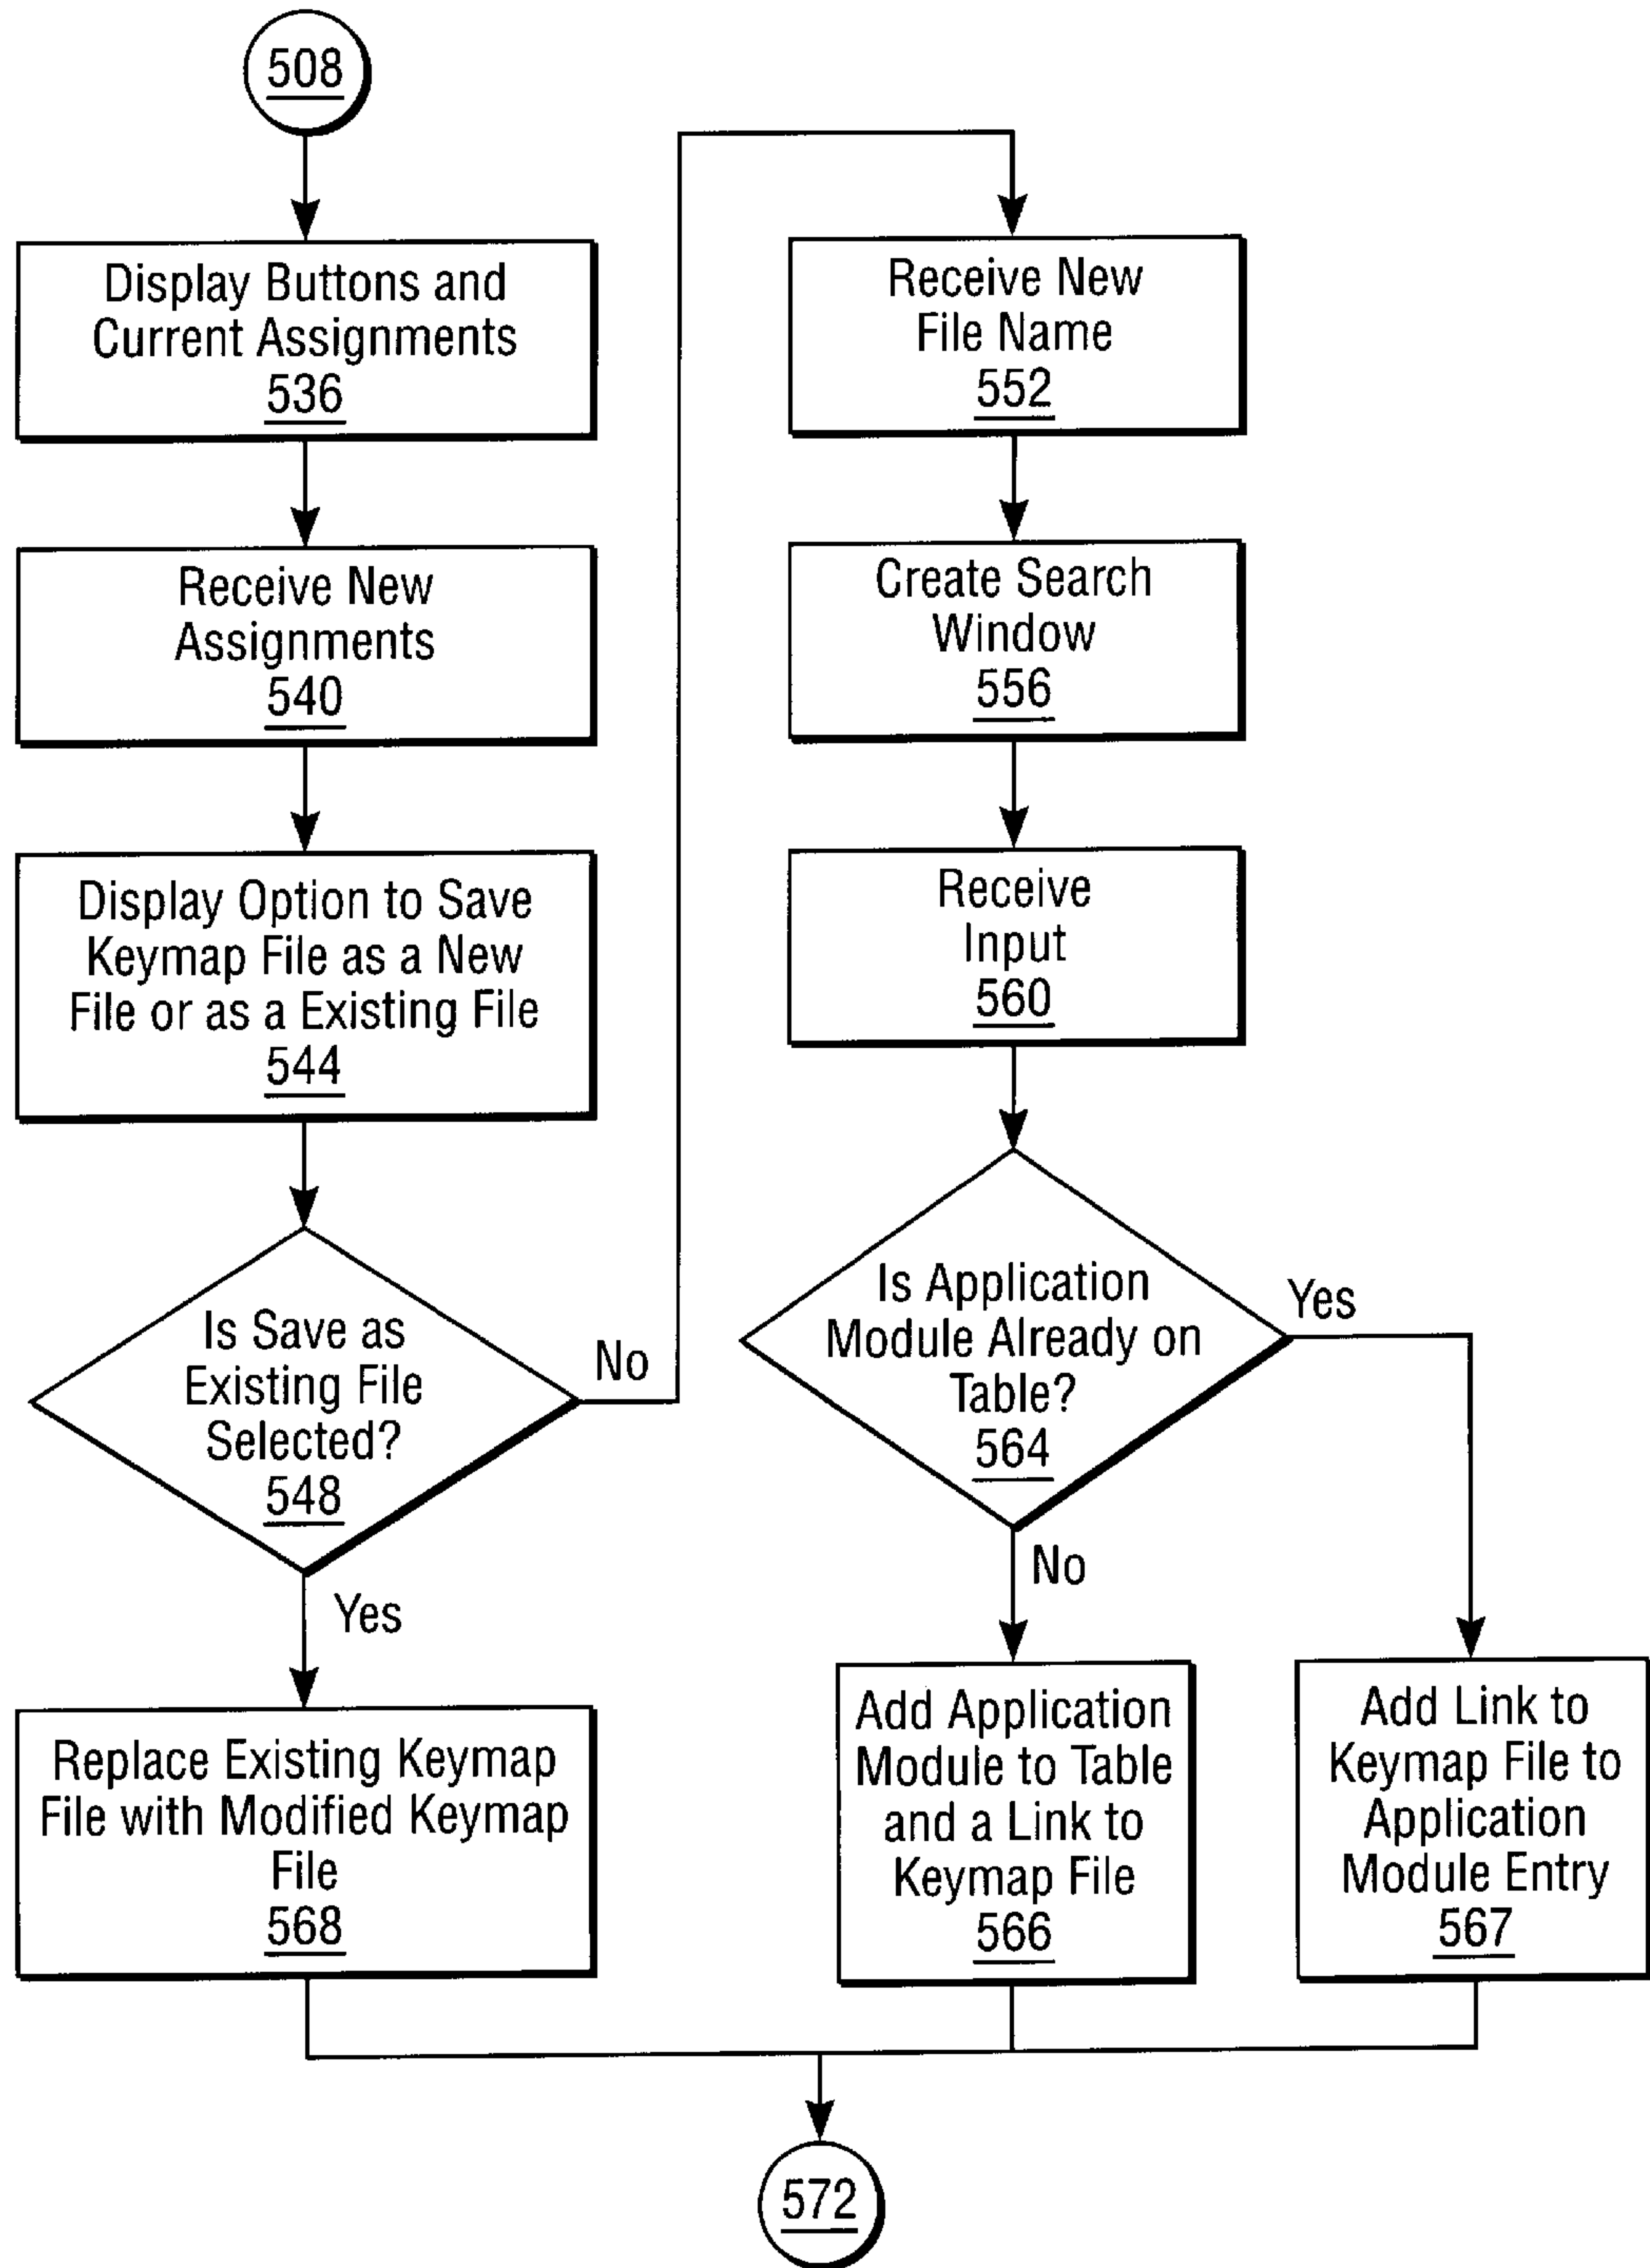 508
Display Buttons and
Current Assignments
536
Receive New
Assignments
540
Display Option to Save
Keymap File as a New
File or as a Existing File
544
Is Save as
Existing File
Selected?
548
No
Yes
Replace Existing Keymap
File with Modified Keymap
File
568
Receive New
File Name
552
Create Search
Window
556
Receive
Input
560
Is Application
Module Already on
Table?
564
Yes
No
Add Application
Module to Table
and a Link to
Keymap File
566
Add Link to
Keymap File to
Application
Module Entry
567
572